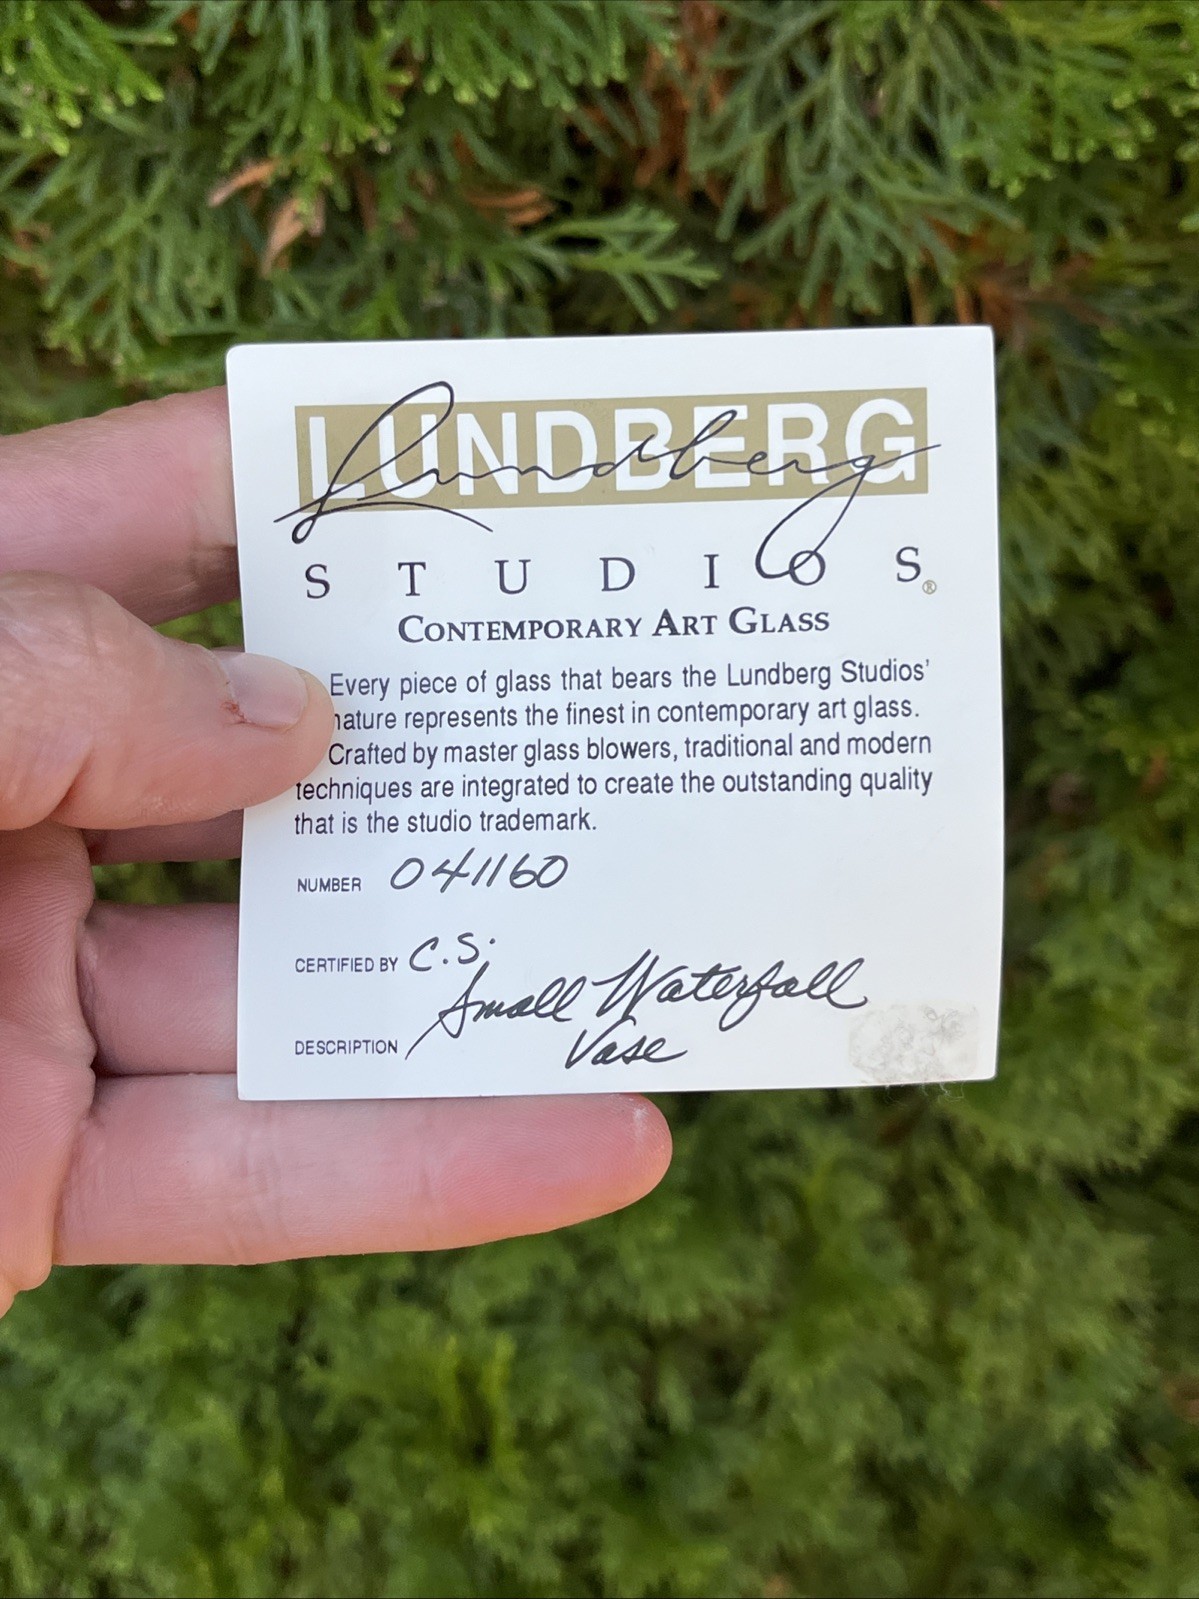 LUNDBERG
Lundberg
STUDIOS®
CONTEMPORARY ART GLASS
Every piece of glass that bears the Lundberg Studios'
nature represents the finest in contemporary art glass.
Crafted by master glass blowers, traditional and modern
techniques are integrated to create the outstanding quality
that is the studio trademark.
NUMBER 041160
CERTIFIED BY C.S.
DESCRIPTION Small Waterfall
Vase